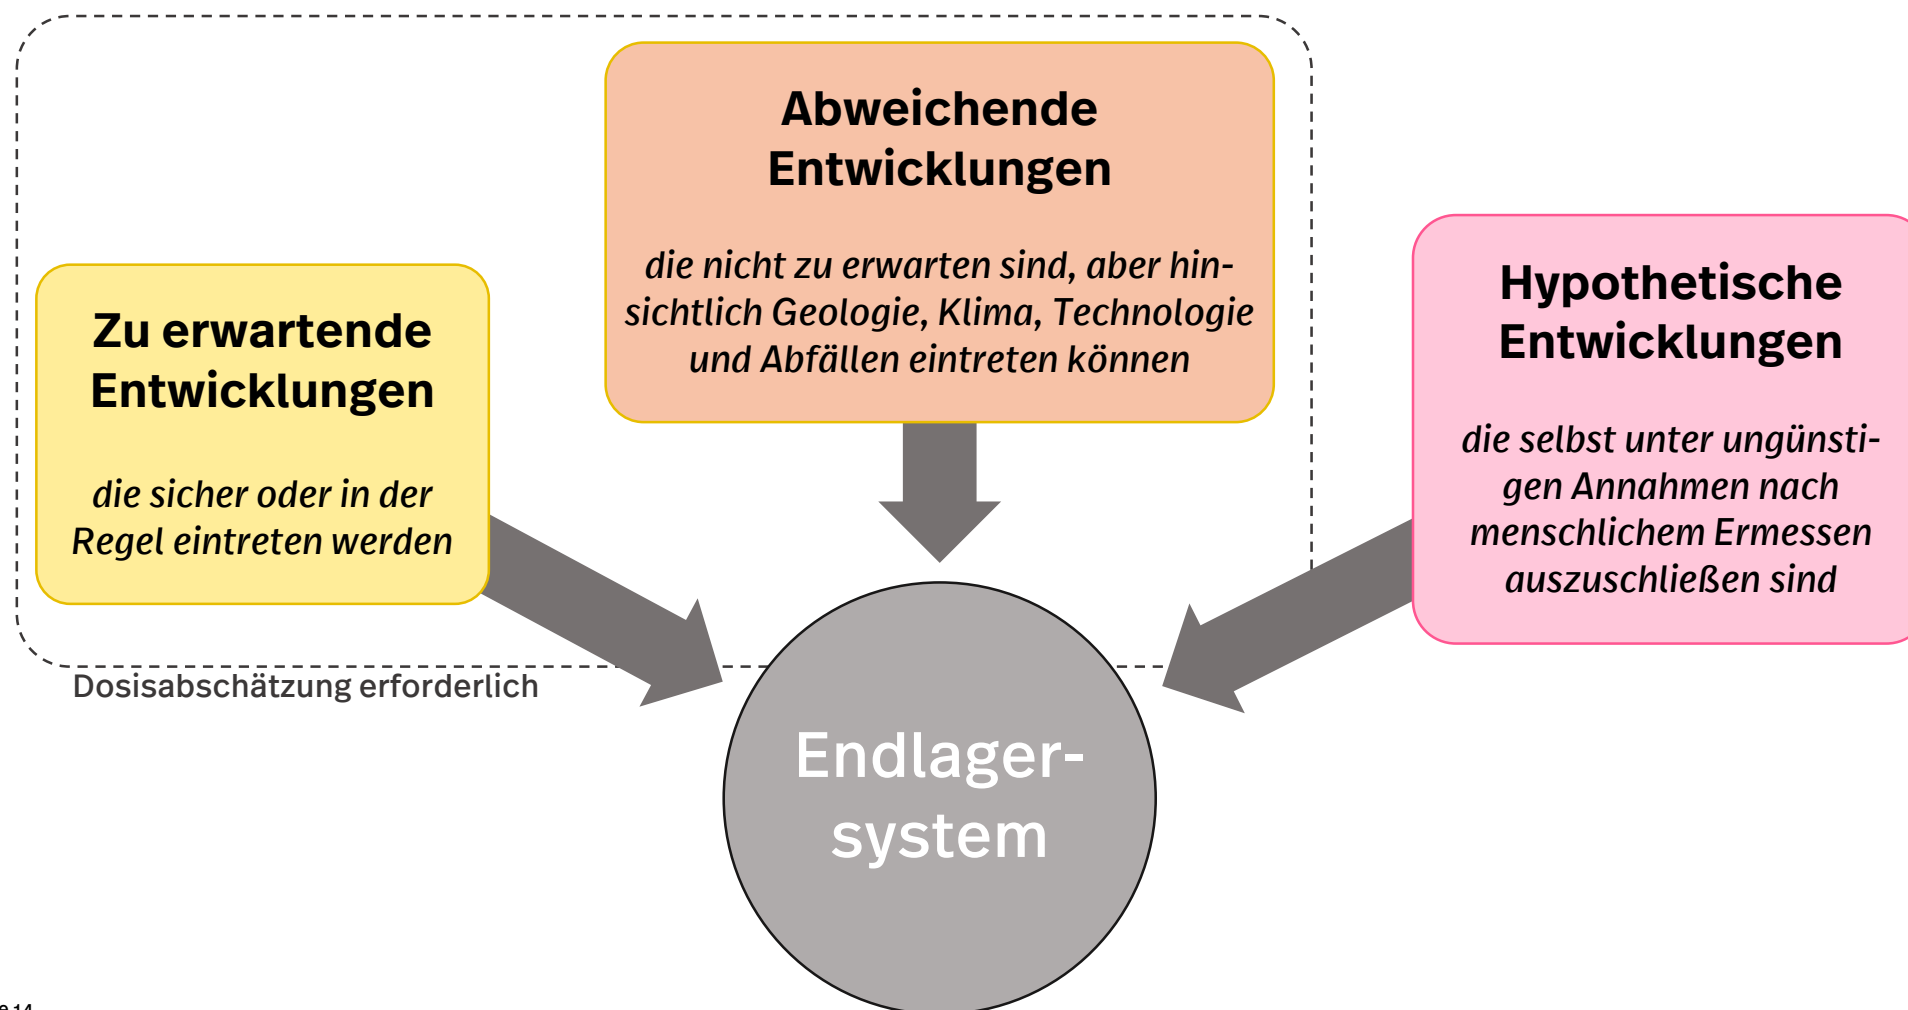 Abweichende
Entwicklungen
die nicht zu erwarten sind, aber hin-
sichtlich Geologie, Klima, Technologie
und Abfällen eintreten können
Zu erwartende
Entwicklungen
die sicher oder in der
Regel eintreten werden
Hypothetische
Entwicklungen
die selbst unter ungünsti-
gen Annahmen nach
menschlichem Ermessen
auszuschließen sind
Dosisabschätzung erforderlich
Endlager-
system